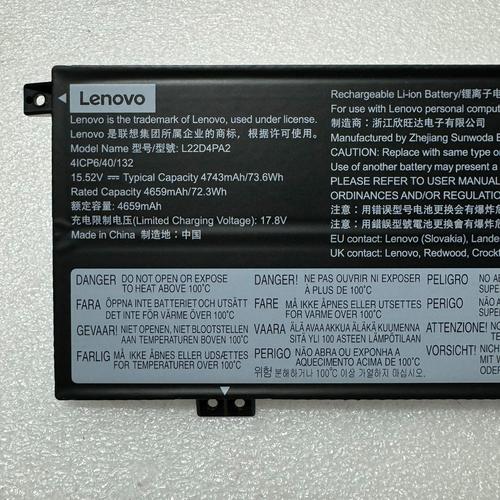 Lenovo
Lenovo is the trademark of Lenovo, used under license.
Lenovo 是联想集团所属企业的商标，根据许可使用。
Model Name 型号/型號: L22D4PA2
4ICP6/40/132
15.52V⎓ Typical Capacity 4743mAh/73.6Wh
Rated Capacity 4659mAh/72.3Wh
额定容量: 4659mAh
充电限制电压(Limited Charging Voltage): 17.8V
Made in China 制造地: 中国
Rechargeable Li-ion Battery/锂离子电
For use with Lenovo personal comput
制造商：浙江欣旺达电子有限公司
Manufactured by Zhejiang Sunwoda E
CAUTION: Replace with same
Use of another battery may present a
PLEASE REFER TO USER MANUAL
ORDINANCES AND/OR REGULATION
注意：用错误型号电池更换会有爆炸危
注意：用錯誤型號電池更換會有爆炸
EU contact: Lenovo (Slovakia), Lande
UK contact: Lenovo, Redwood, Crockf
DANGER DO NOT OPEN OR EXPOSE
TO HEAT ABOVE 100°C
FARA ÖPPNA INTE BATTERIET OCH UTSÄTT
DET INTE FÖR VÄRME ÖVER 100°C
GEVAAR! NIET OPENEN, NIET BLOOTSTELLEN
AAN TEMPERATUREN BOVEN 100°C
FARLIG MÅ IKKE ÅBNES ELLER UDSÆTTES
FOR TEMPERATURER OVER 100°C
DANGER! NE PAS OUVRIR NI EXPOSER
À PLUS DE 100°C
FARE MÅ IKKE ÅPNES ELLER UTSETTES
FOR VARME OVER 100°C
VAARA ÄLÄ AVAA AKKUA ÄLÄKÄ KUUMENNA
SITÄ YLI 100 ASTEEN LÄMPÖTILAAN
PERIGO NÃO ABRA OU EXPONHA A
AQUECIMENTO ACIMA DE 100°C
위험 분해하거나 100°C 이상 가열하지 마십시오.
PELIGRO NO AB
SUPER
PERIGO NÃO A
SUPE
ATTENZIONE!
VORSICHT! NICHT